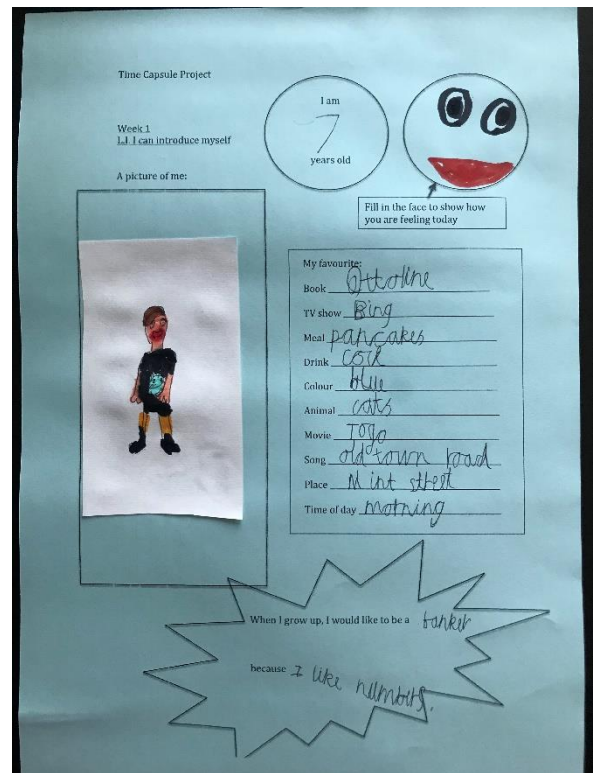 Time Capsule Project
I am
7
years old
Week 1
I.J. I can introduce myself
A picture of me:
Fill in the face to show how
you are feeling today
My favourite:
Book Ottoline
TV show Bing
Meal pancakes
Drink
Colour blue
Animal cats
Movie Togo
Song old town road
Place Mint street
Time of day morning
When I grow up, I would like to be a banker
because I like numbers.